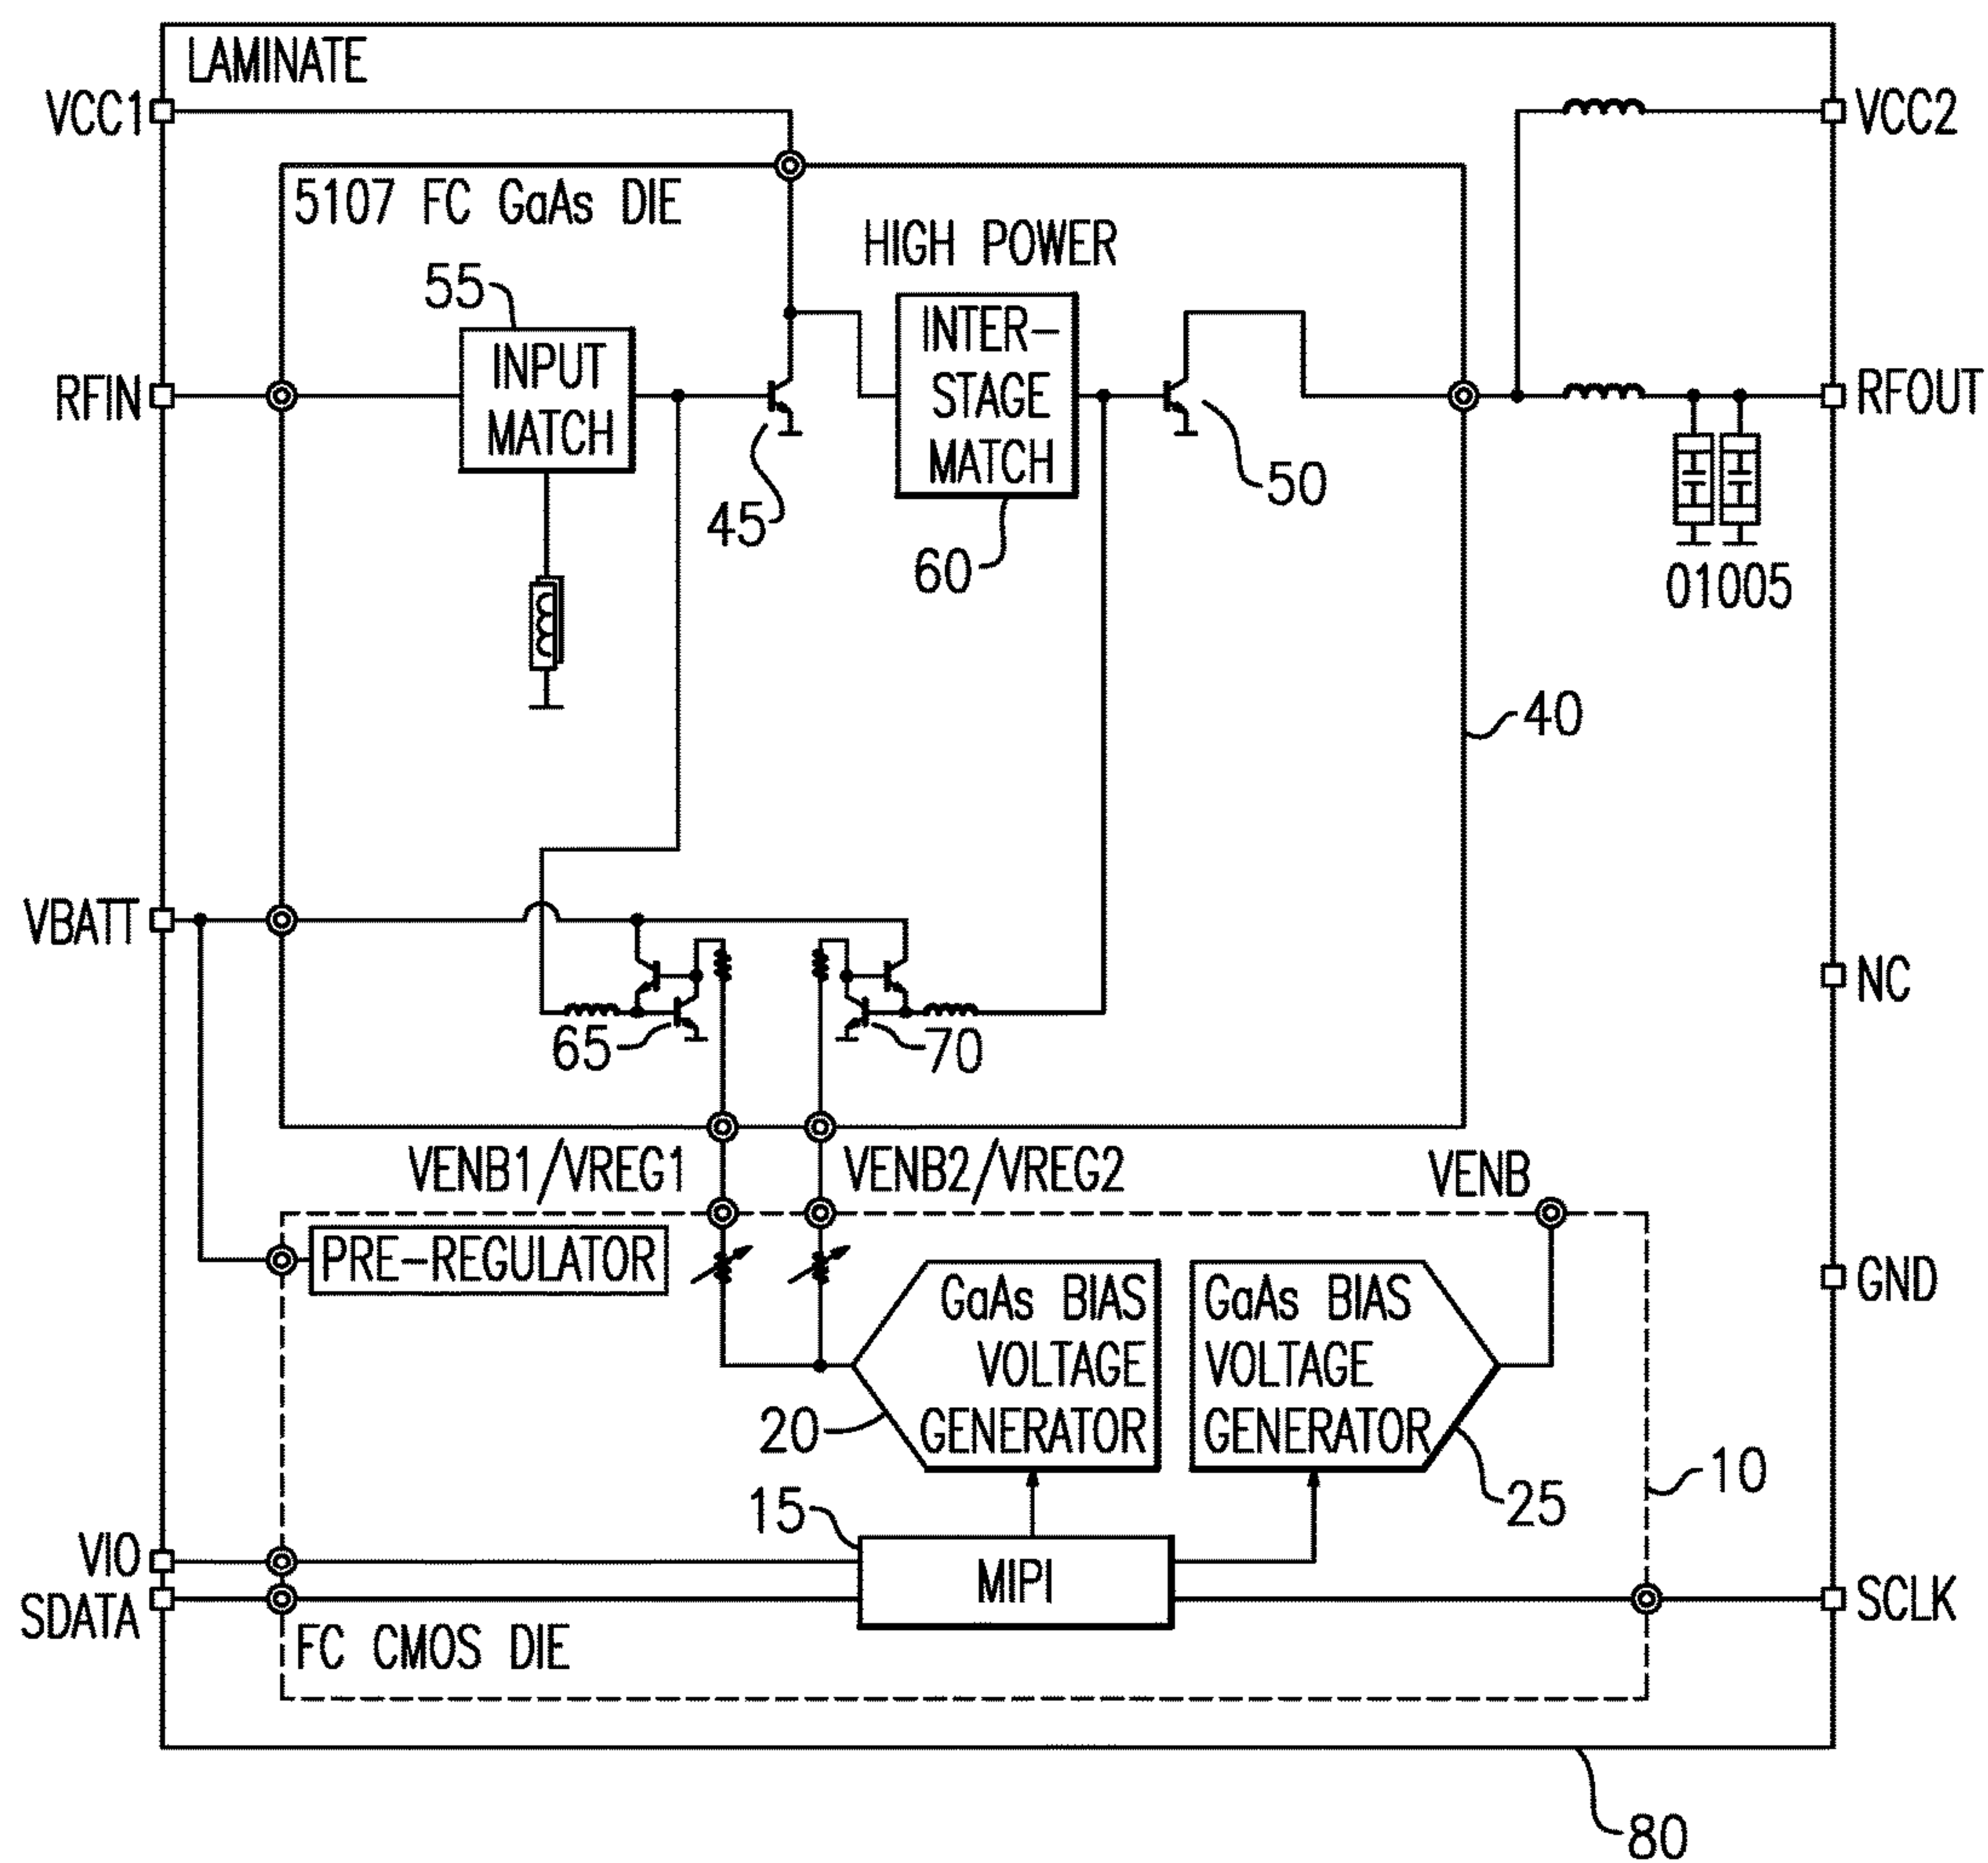 LAMINATE
VCC1
VCC2
5107 FC GaAs DIE
HIGH POWER
55
INPUT
MATCH
INTER-
STAGE
MATCH
RFIN
RFOUT
45
60
50
01005
40
VBATT
NC
65
70
VENB1/VREG1
VENB2/VREG2
VENB
PRE-REGULATOR
GaAs BIAS
VOLTAGE
GENERATOR
GaAs BIAS
VOLTAGE
GENERATOR
GND
20
25
10
15
MIPI
VIO
SDATA
SCLK
FC CMOS DIE
80